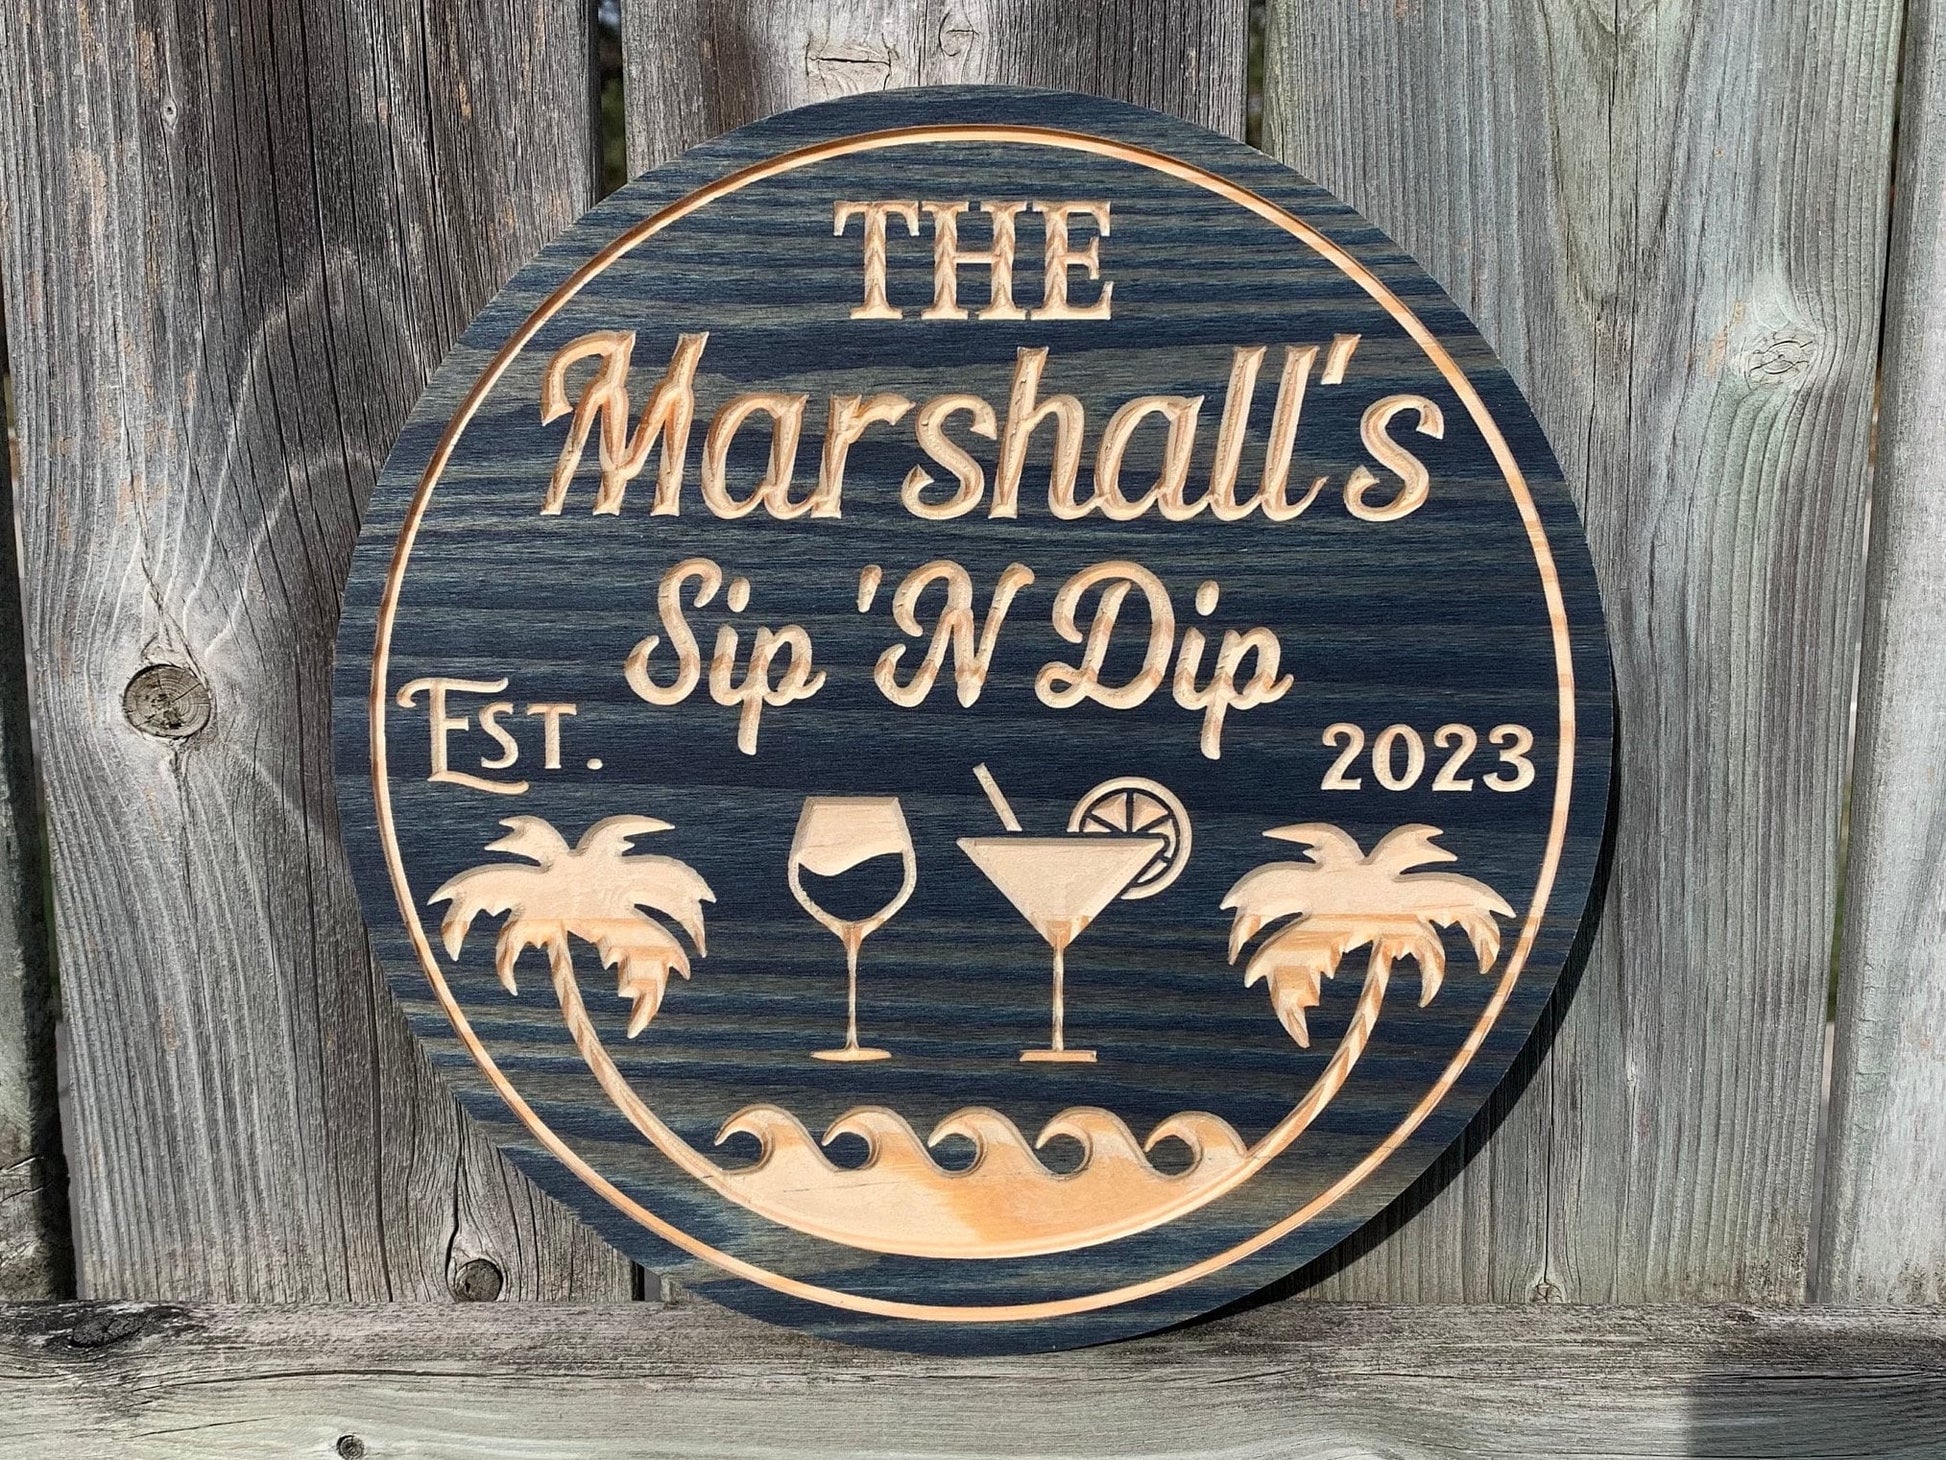 THE
Marshall's
Sip 'N Dip
EST. 2023